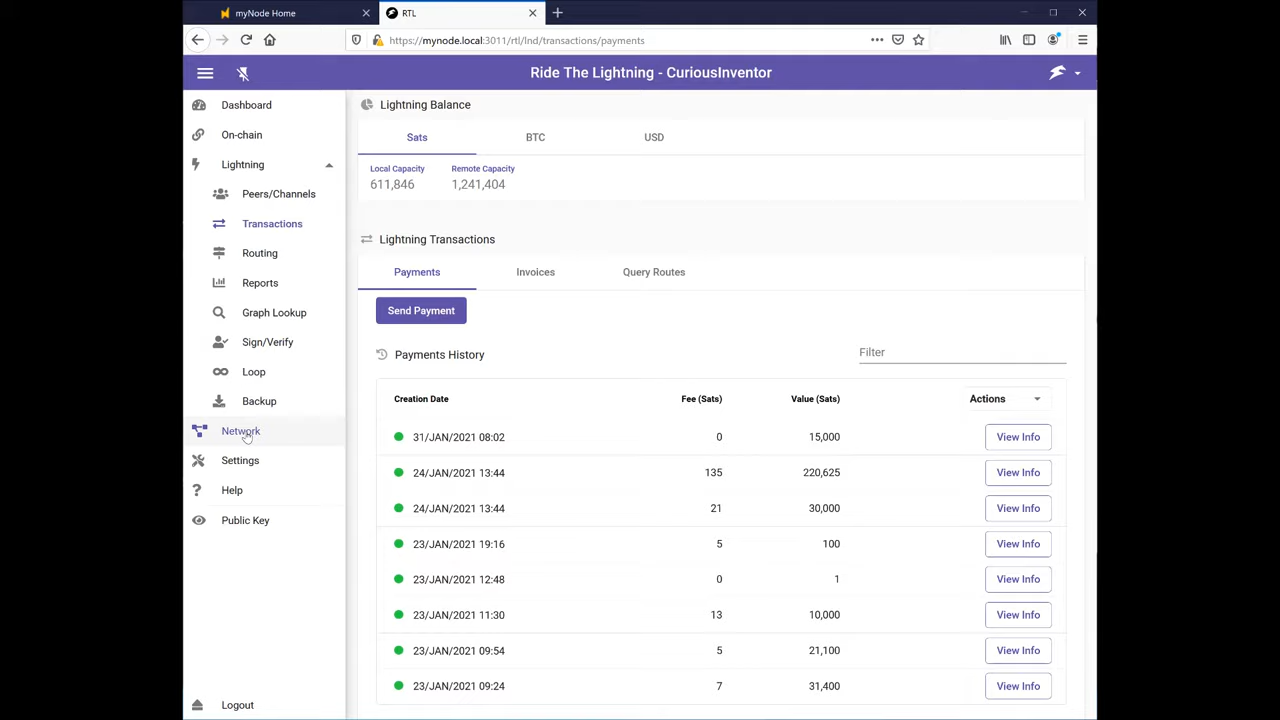 myNode Home
RTL
https://mynode.local:3011/rtl/lnd/transactions/payments
Ride The Lightning - CuriousInventor
Dashboard
On-chain
Lightning
Peers/Channels
Transactions
Routing
Reports
Graph Lookup
Sign/Verify
Loop
Backup
Network
Settings
Help
Public Key
Logout
Lightning Balance
Sats BTC USD
Local Capacity Remote Capacity
611,846 1,241,404
Lightning Transactions
Payments Invoices Query Routes
Send Payment
Payments History Filter
Creation Date Fee (Sats) Value (Sats) Actions
31/JAN/2021 08:02 0 15,000 View Info
24/JAN/2021 13:44 135 220,625 View Info
24/JAN/2021 13:44 21 30,000 View Info
23/JAN/2021 19:16 5 100 View Info
23/JAN/2021 12:48 0 1 View Info
23/JAN/2021 11:30 13 10,000 View Info
23/JAN/2021 09:54 5 21,100 View Info
23/JAN/2021 09:24 7 31,400 View Info